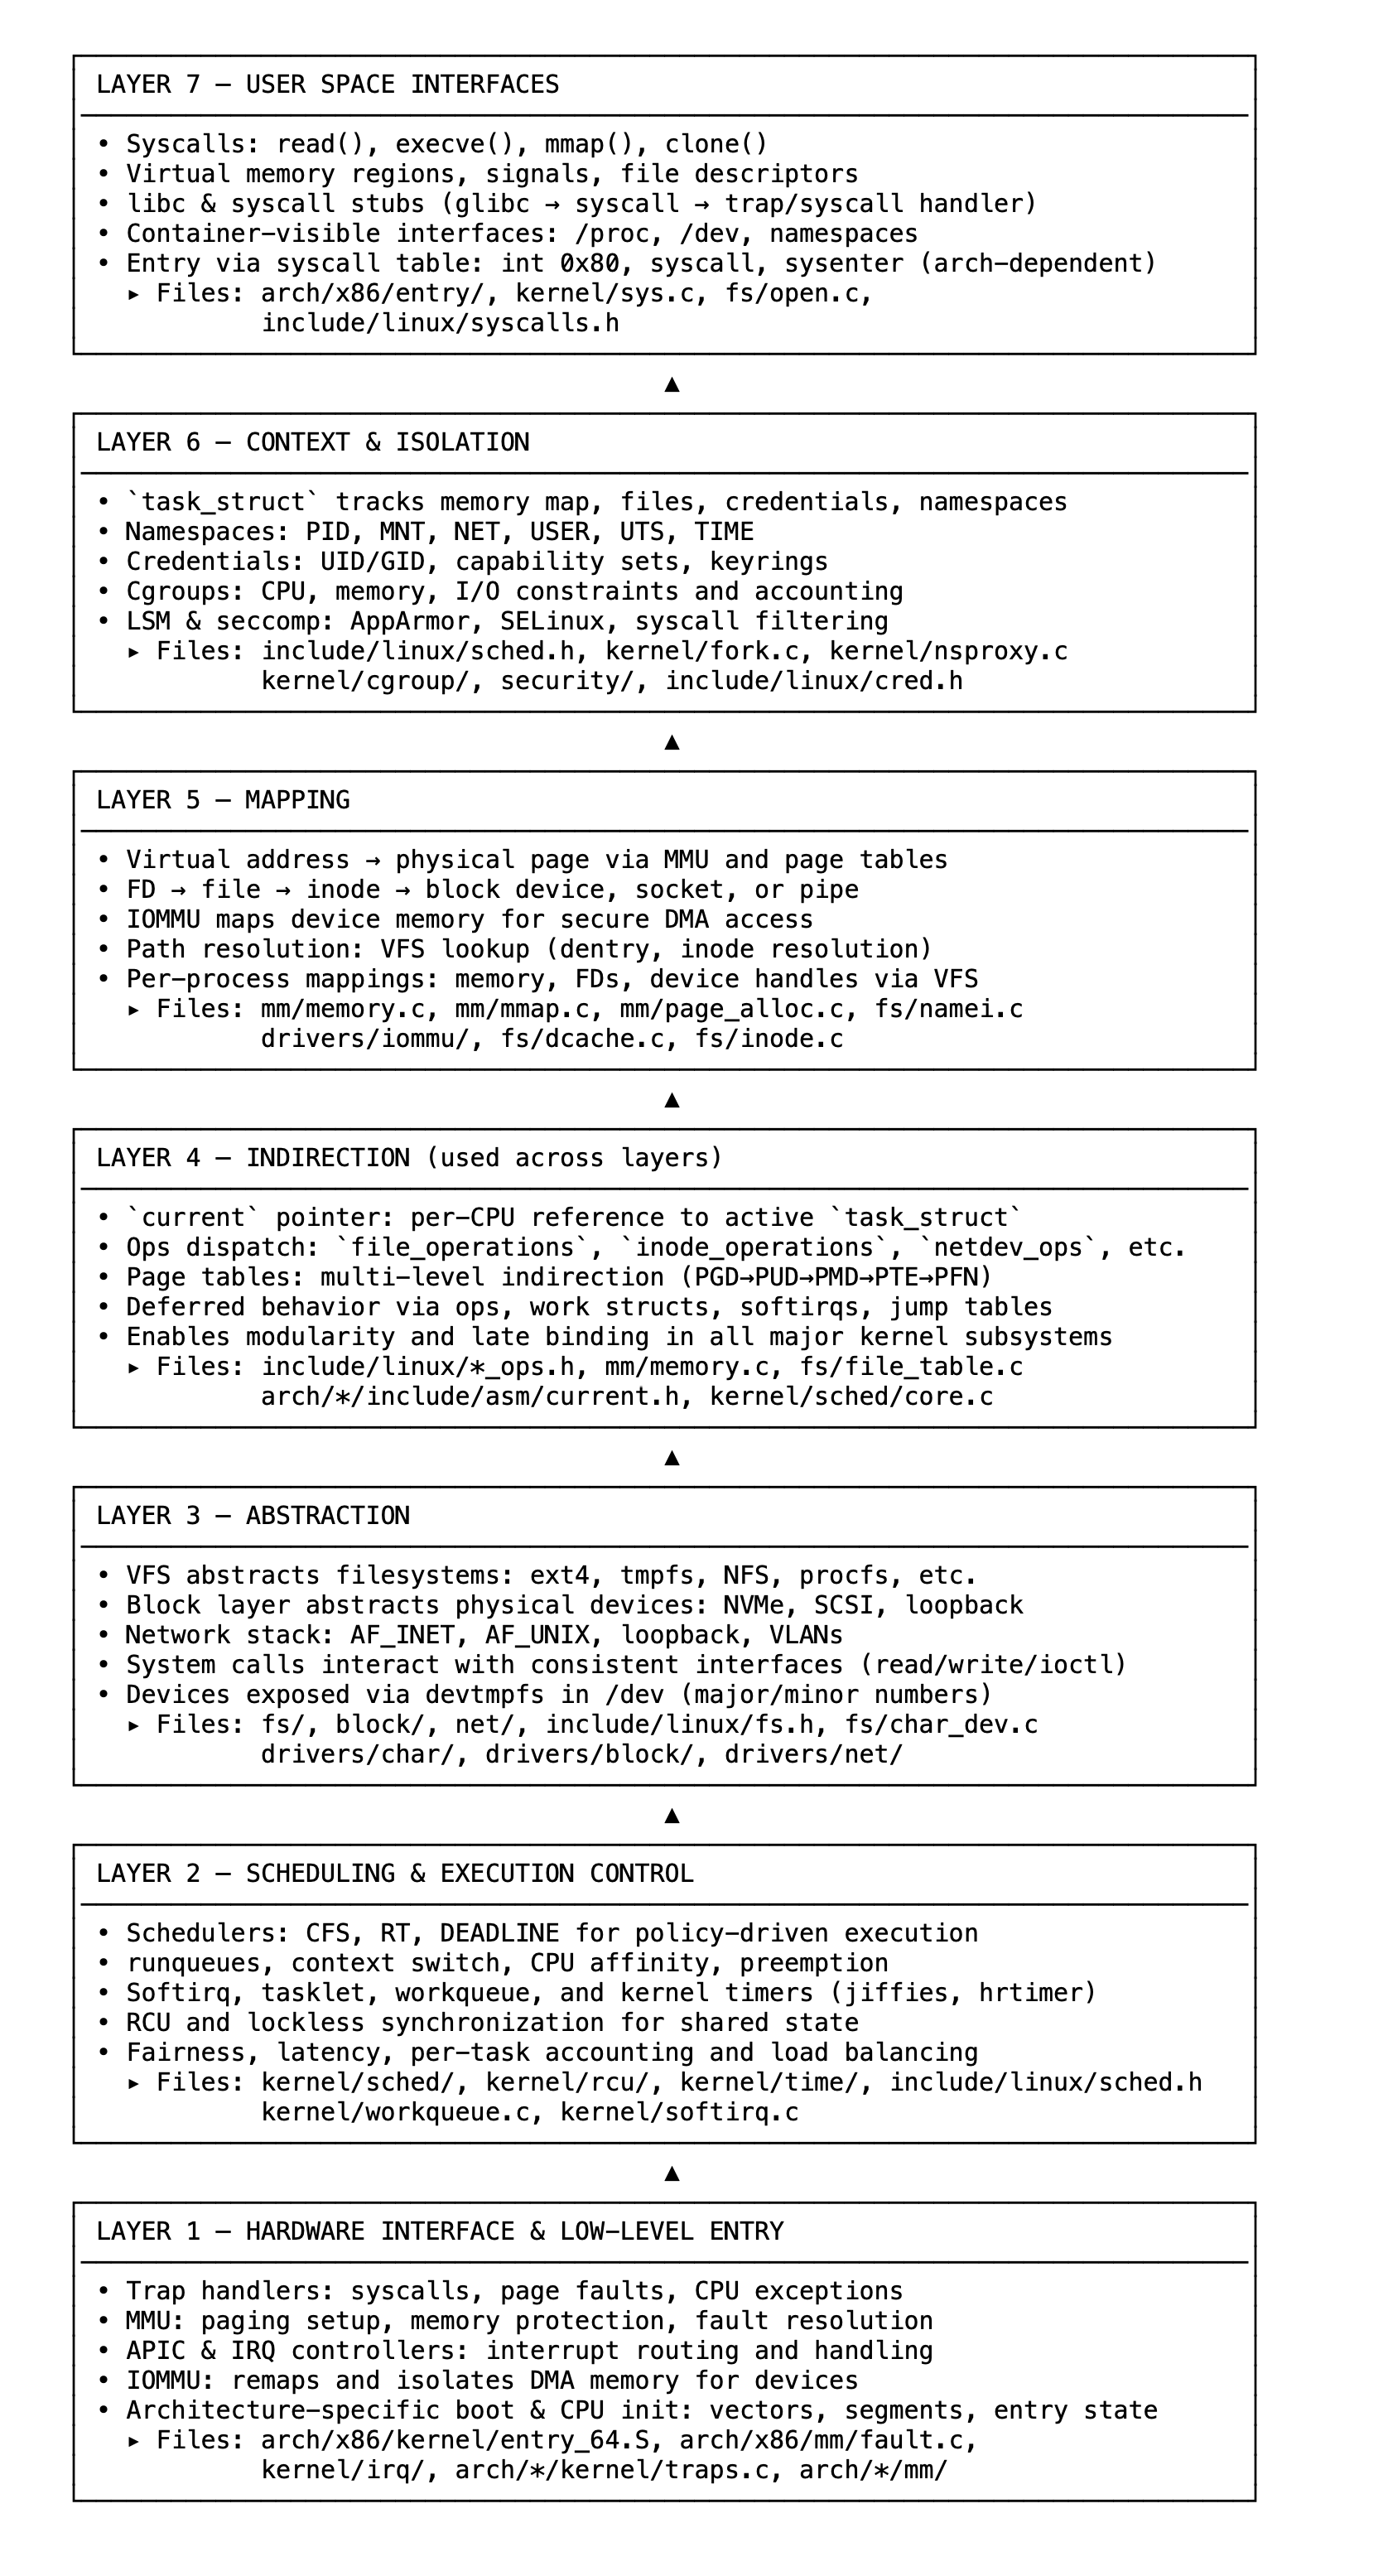 LAYER 7 — USER SPACE INTERFACES
• Syscalls: read(), execve(), mmap(), clone()
• Virtual memory regions, signals, file descriptors
• libc & syscall stubs (glibc → syscall → trap/syscall handler)
• Container-visible interfaces: /proc, /dev, namespaces
• Entry via syscall table: int 0x80, syscall, sysenter (arch-dependent)
▸ Files: arch/x86/entry/, kernel/sys.c, fs/open.c,
include/linux/syscalls.h
▲
LAYER 6 — CONTEXT & ISOLATION
• `task_struct` tracks memory map, files, credentials, namespaces
• Namespaces: PID, MNT, NET, USER, UTS, TIME
• Credentials: UID/GID, capability sets, keyrings
• Cgroups: CPU, memory, I/O constraints and accounting
• LSM & seccomp: AppArmor, SELinux, syscall filtering
▸ Files: include/linux/sched.h, kernel/fork.c, kernel/nsproxy.c
kernel/cgroup/, security/, include/linux/cred.h
▲
LAYER 5 — MAPPING
• Virtual address → physical page via MMU and page tables
• FD → file → inode → block device, socket, or pipe
• IOMMU maps device memory for secure DMA access
• Path resolution: VFS lookup (dentry, inode resolution)
• Per-process mappings: memory, FDs, device handles via VFS
▸ Files: mm/memory.c, mm/mmap.c, mm/page_alloc.c, fs/namei.c
drivers/iommu/, fs/dcache.c, fs/inode.c
▲
LAYER 4 — INDIRECTION (used across layers)
• `current` pointer: per-CPU reference to active `task_struct`
• Ops dispatch: `file_operations`, `inode_operations`, `netdev_ops`, etc.
• Page tables: multi-level indirection (PGD→PUD→PMD→PTE→PFN)
• Deferred behavior via ops, work structs, softirqs, jump tables
• Enables modularity and late binding in all major kernel subsystems
▸ Files: include/linux/*_ops.h, mm/memory.c, fs/file_table.c
arch/*/include/asm/current.h, kernel/sched/core.c
▲
LAYER 3 — ABSTRACTION
• VFS abstracts filesystems: ext4, tmpfs, NFS, procfs, etc.
• Block layer abstracts physical devices: NVMe, SCSI, loopback
• Network stack: AF_INET, AF_UNIX, loopback, VLANs
• System calls interact with consistent interfaces (read/write/ioctl)
• Devices exposed via devtmpfs in /dev (major/minor numbers)
▸ Files: fs/, block/, net/, include/linux/fs.h, fs/char_dev.c
drivers/char/, drivers/block/, drivers/net/
▲
LAYER 2 — SCHEDULING & EXECUTION CONTROL
• Schedulers: CFS, RT, DEADLINE for policy-driven execution
• runqueues, context switch, CPU affinity, preemption
• Softirq, tasklet, workqueue, and kernel timers (jiffies, hrtimer)
• RCU and lockless synchronization for shared state
• Fairness, latency, per-task accounting and load balancing
▸ Files: kernel/sched/, kernel/rcu/, kernel/time/, include/linux/sched.h
kernel/workqueue.c, kernel/softirq.c
▲
LAYER 1 — HARDWARE INTERFACE & LOW-LEVEL ENTRY
• Trap handlers: syscalls, page faults, CPU exceptions
• MMU: paging setup, memory protection, fault resolution
• APIC & IRQ controllers: interrupt routing and handling
• IOMMU: remaps and isolates DMA memory for devices
• Architecture-specific boot & CPU init: vectors, segments, entry state
▸ Files: arch/x86/kernel/entry_64.S, arch/x86/mm/fault.c,
kernel/irq/, arch/*/kernel/traps.c, arch/*/mm/